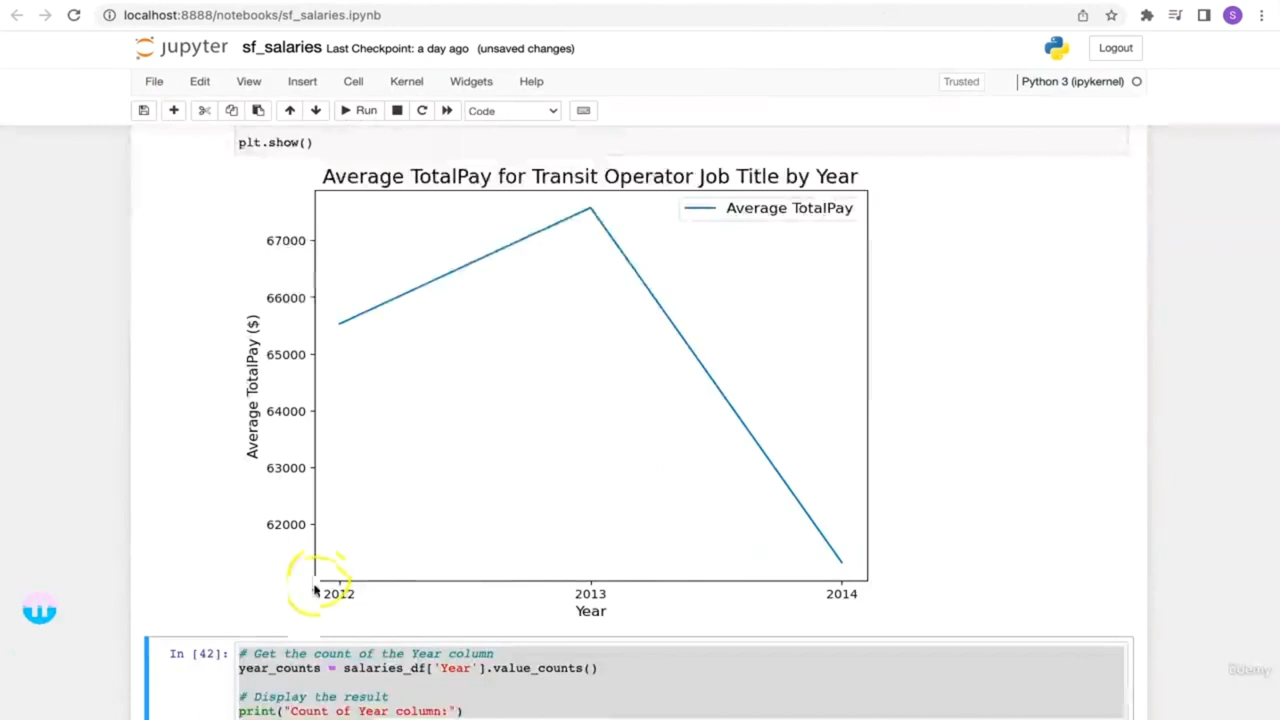 localhost:8888/notebooks/sf_salaries.ipynb
S
jupyter sf_salaries Last Checkpoint: a day ago (unsaved changes)
Logout
File Edit View Insert Cell Kernel Widgets Help
Trusted
Python 3 (ipykernel)
Run
Code
plt.show()
Average TotalPay for Transit Operator Job Title by Year
Average TotalPay
67000
66000
65000
64000
63000
62000
Average TotalPay ($)
2012 2013 2014
Year
In [42]:
# Get the count of the Year column
year_counts = salaries_df['Year'].value_counts()
# Display the result
print("Count of Year column:")
ûdemy